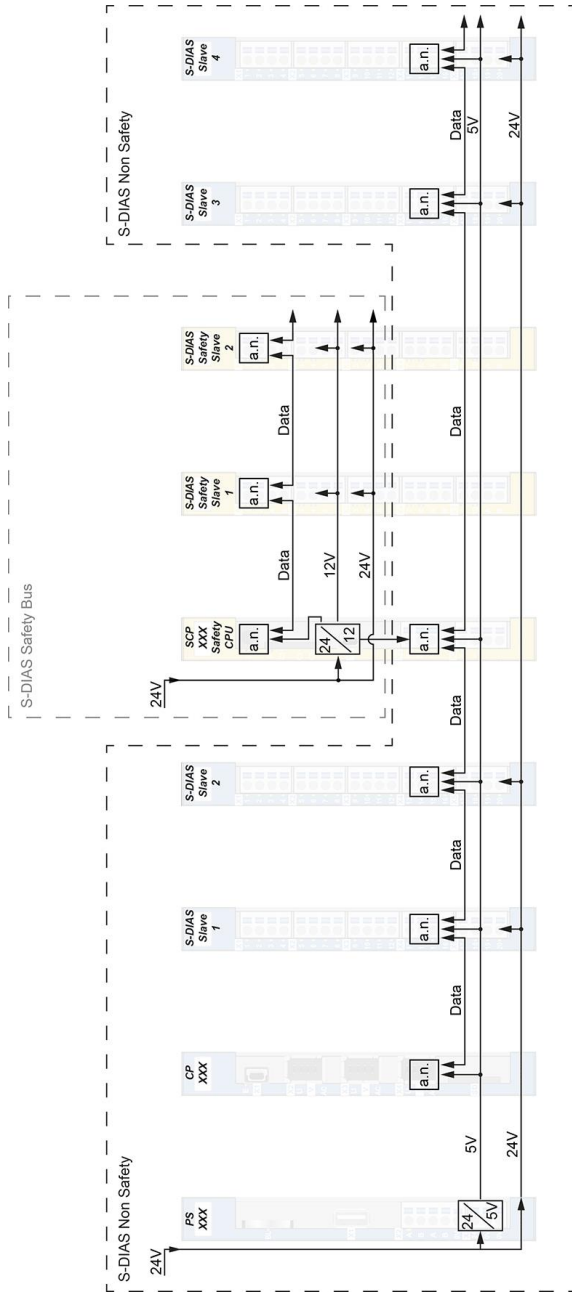 S-DIAS Safety Bus
S-DIAS Non Safety
S-DIAS Non Safety
24V
24V
PS
XXX
CP
XXX
S-DIAS
Slave
1
S-DIAS
Slave
2
SCP
XXX
Safety
CPU
S-DIAS
Safety
Slave
1
S-DIAS
Safety
Slave
2
S-DIAS
Slave
3
S-DIAS
Slave
4
a.n.
a.n.
a.n.
Data
Data
24
12
12V
24V
a.n.
a.n.
a.n.
a.n.
a.n.
a.n.
Data
Data
Data
Data
Data
24
5V
5V
5V
24V
24V